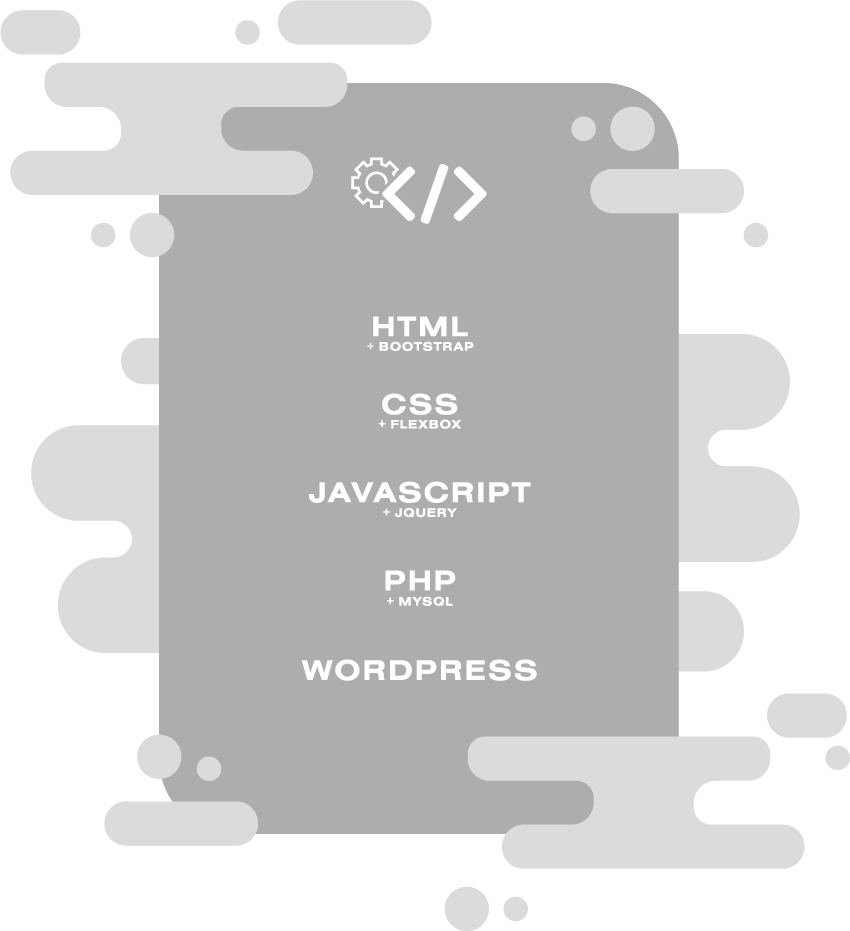 </>
HTML
+ BOOTSTRAP
CSS
+ FLEXBOX
JAVASCRIPT
+ JQUERY
PHP
+ MYSQL
WORDPRESS